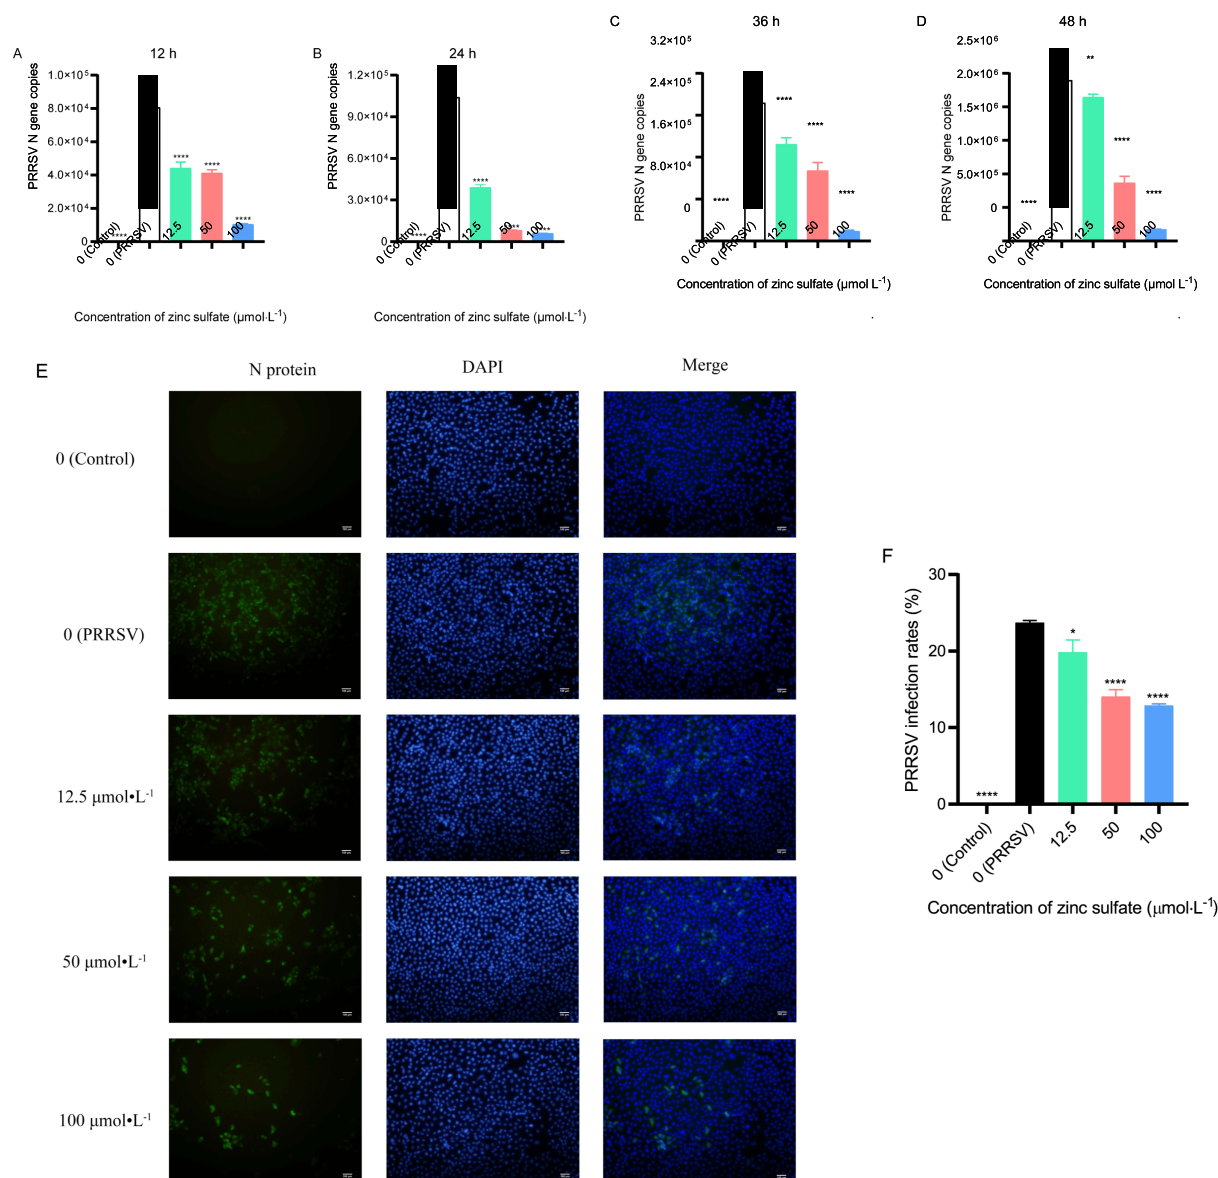 A
12 h
PRRSV N gene copies
1.0×10⁵
8.0×10⁴
6.0×10⁴
4.0×10⁴
2.0×10⁴
0
****
****
****
****
0 (Control)
0 (PRRSV)
12.5
50
100
Concentration of zinc sulfate (μmol·L⁻¹)
B
24 h
PRRSV N gene copies
1.2×10⁵
9.0×10⁴
6.0×10⁴
3.0×10⁴
0
****
0 (Control)
0 (PRRSV)
12.5
50
100
Concentration of zinc sulfate (μmol·L⁻¹)
C
36 h
PRRSV N gene copies
3.2×10⁵
2.4×10⁵
1.6×10⁵
8.0×10⁴
0
****
****
****
****
0 (Control)
0 (PRRSV)
12.5
50
100
Concentration of zinc sulfate (μmol L⁻¹)
.
D
48 h
PRRSV N gene copies
2.5×10⁶
2.0×10⁶
1.5×10⁶
1.0×10⁶
5.0×10⁵
0
****
**
****
****
0 (Control)
0 (PRRSV)
12.5
50
100
Concentration of zinc sulfate (μmol L⁻¹)
.
E
N protein
DAPI
Merge
0 (Control)
0 (PRRSV)
12.5 μmol•L⁻¹
50 μmol•L⁻¹
100 μmol•L⁻¹
F
PRRSV infection rates (%)
30
20
10
0
****
*
****
****
0 (Control)
0 (PRRSV)
12.5
50
100
Concentration of zinc sulfate (μmol·L⁻¹)